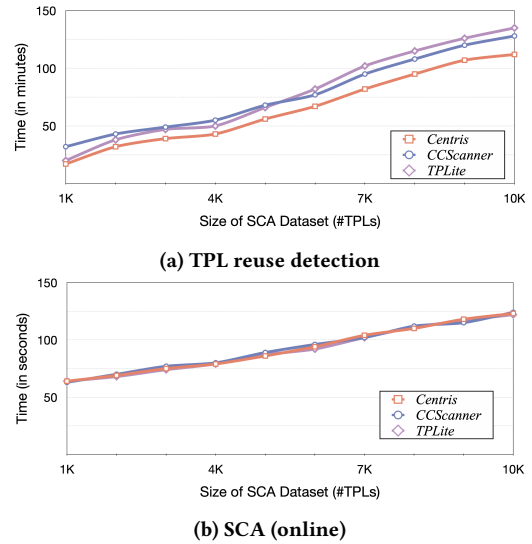 150
100
50
Time (in minutes)
Centris
CCScanner
TPLite
1K
4K
7K
10K
Size of SCA Dataset (#TPLs)
(a) TPL reuse detection
150
100
50
Time (in seconds)
Centris
CCScanner
TPLite
1K
4K
7K
10K
Size of SCA Dataset (#TPLs)
(b) SCA (online)